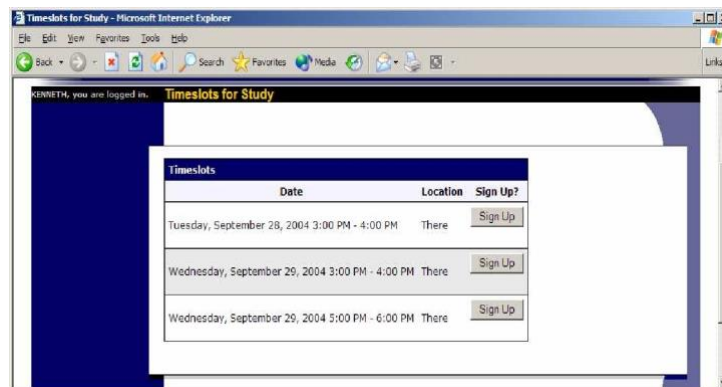 Timeslots for Study - Microsoft Internet Explorer
File Edit View Favorites Tools Help
Back Search Favorites Media Links
KENNETH, you are logged in. Timeslots for Study
Timeslots
Date Location Sign Up?
Tuesday, September 28, 2004 3:00 PM - 4:00 PM There Sign Up
Wednesday, September 29, 2004 3:00 PM - 4:00 PM There Sign Up
Wednesday, September 29, 2004 5:00 PM - 6:00 PM There Sign Up